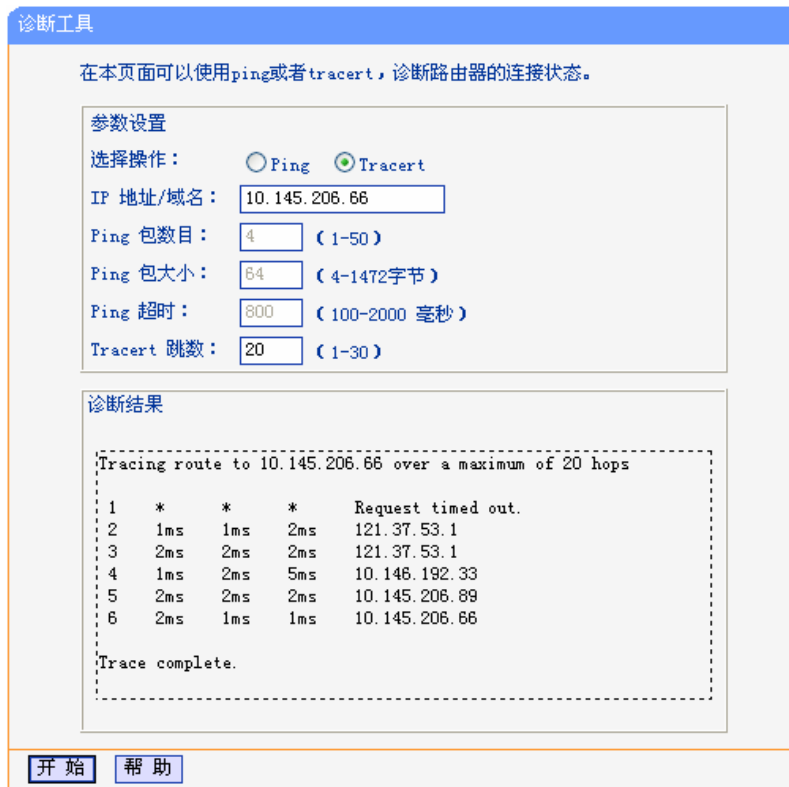 诊断工具
在本页面可以使用ping或者tracert，诊断路由器的连接状态。
参数设置
选择操作： Ping Tracert
IP 地址/域名： 10.145.206.66
Ping 包数目： 4 （1-50）
Ping 包大小： 64 （4-1472字节）
Ping 超时： 800 （100-2000 毫秒）
Tracert 跳数： 20 （1-30）
诊断结果
Tracing route to 10.145.206.66 over a maximum of 20 hops
1 * * * Request timed out.
2 1ms 1ms 2ms 121.37.53.1
3 2ms 2ms 2ms 121.37.53.1
4 1ms 2ms 5ms 10.146.192.33
5 2ms 2ms 2ms 10.145.206.89
6 2ms 1ms 1ms 10.145.206.66
Trace complete.
开 始 帮 助